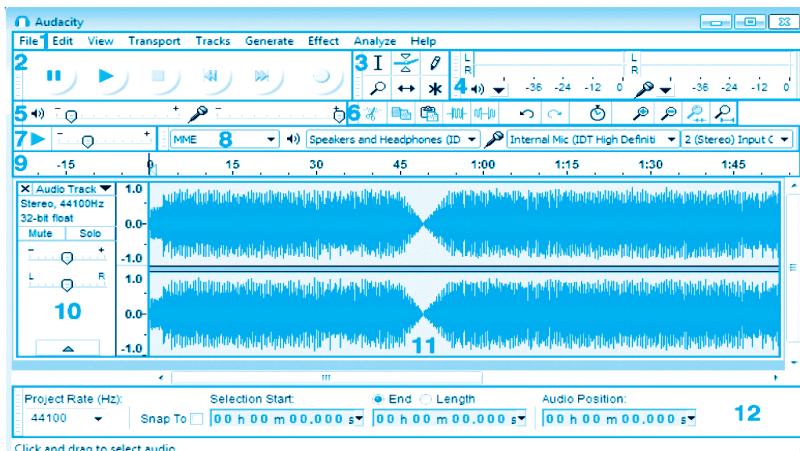 Audacity
File 1 Edit View Transport Tracks Generate Effect Analyze Help
2
3
L
R
L
R
4 -36 -24 -12 0 -36 -24 -12 0
5 - + - +
6
7 - +
MME 8 Speakers and Headphones (ID Internal Mic (IDT High Definiti 2 (Stereo) Input C
9 -15 0 15 30 45 1:00 1:15 1:30 1:45
X Audio Track
Stereo, 44100Hz
32-bit float
Mute Solo
- +
L R
10
1.0
0.0-
-1.0
1.0
0.0-
-1.0
11
Project Rate (Hz): Selection Start: End Length Audio Position:
44100 Snap To 00 h 00 m 00.000 s 00 h 00 m 00.000 s 00 h 00 m 00.000 s 12
Click and drag to select audio